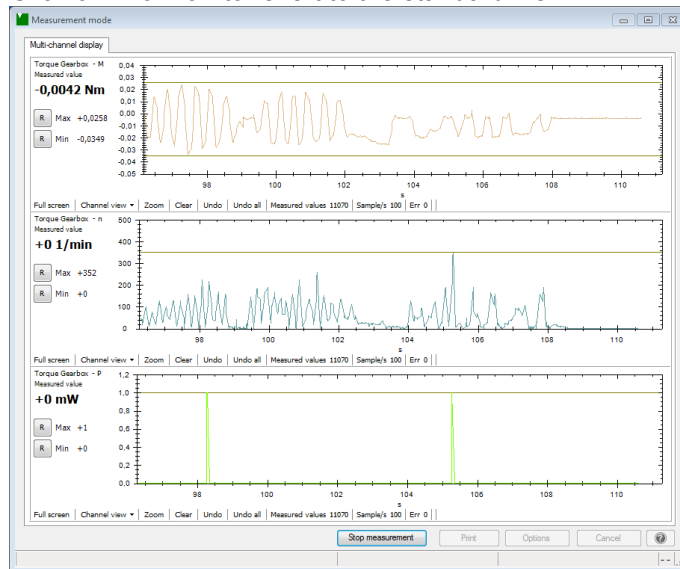 Measurement mode
Multi-channel display
Torque Gearbox - M
Measured value
-0,0042 Nm
R Max +0,0258
R Min -0,0349
0,04
0,03
0,02
0,01
0,00
-0,01
-0,02
-0,03
-0,04
-0,05
98 100 102 104 106 108 110
s
Full screen | Channel view | Zoom | Clear | Undo | Undo all | Measured values 11070 | Sample/s 100 | Err 0 | |
Torque Gearbox - n
Measured value
+0 1/min
R Max +352
R Min +0
500
400
300
200
100
0
98 100 102 104 106 108 110
s
Full screen | Channel view | Zoom | Clear | Undo | Undo all | Measured values 11070 | Sample/s 100 | Err 0 | |
Torque Gearbox - P
Measured value
+0 mW
R Max +1
R Min +0
1,2
1,0
0,8
0,6
0,4
0,2
0,0
98 100 102 104 106 108 110
s
Full screen | Channel view | Zoom | Clear | Undo | Undo all | Measured values 11070 | Sample/s 100 | Err 0 | |
Stop measurement Print Options Cancel ?
--